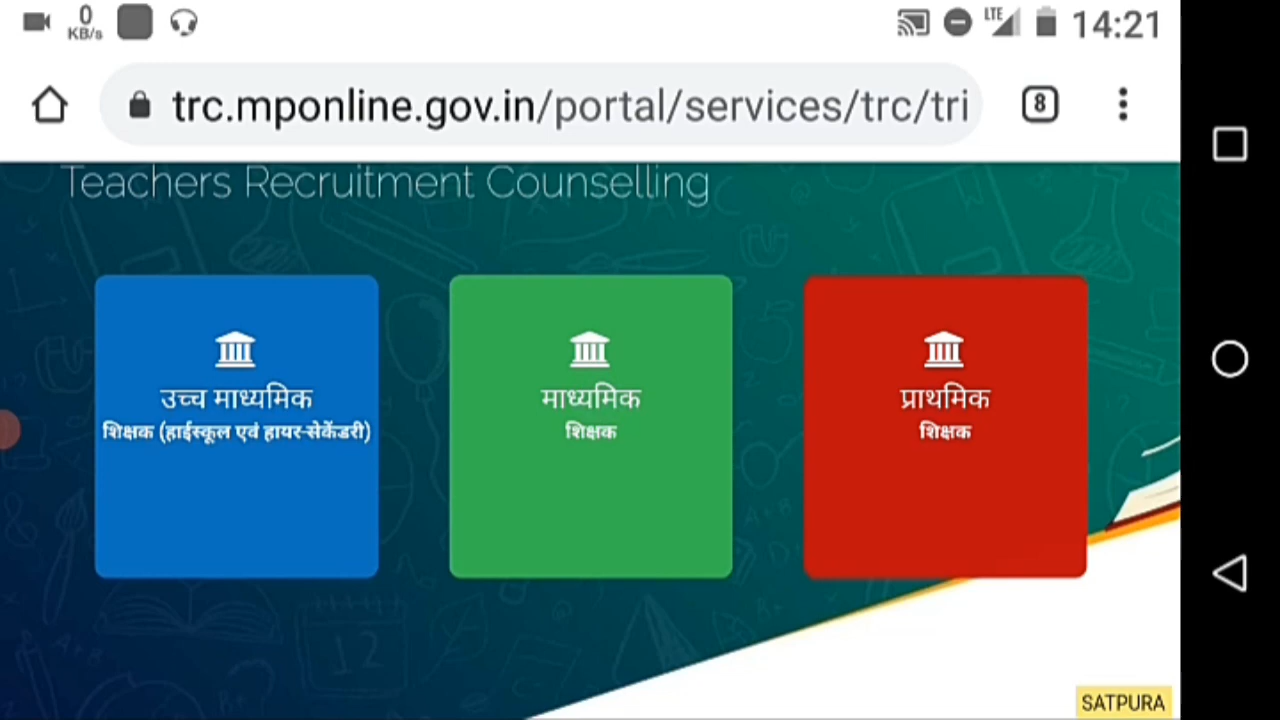 0
KB/s
LTE
14:21
trc.mponline.gov.in/portal/services/trc/tri
8
Teachers Recruitment Counselling
उच्च माध्यमिक
शिक्षक (हाईस्कूल एवं हायर सेकेंडरी)
माध्यमिक
शिक्षक
प्राथमिक
शिक्षक
12
SATPURA